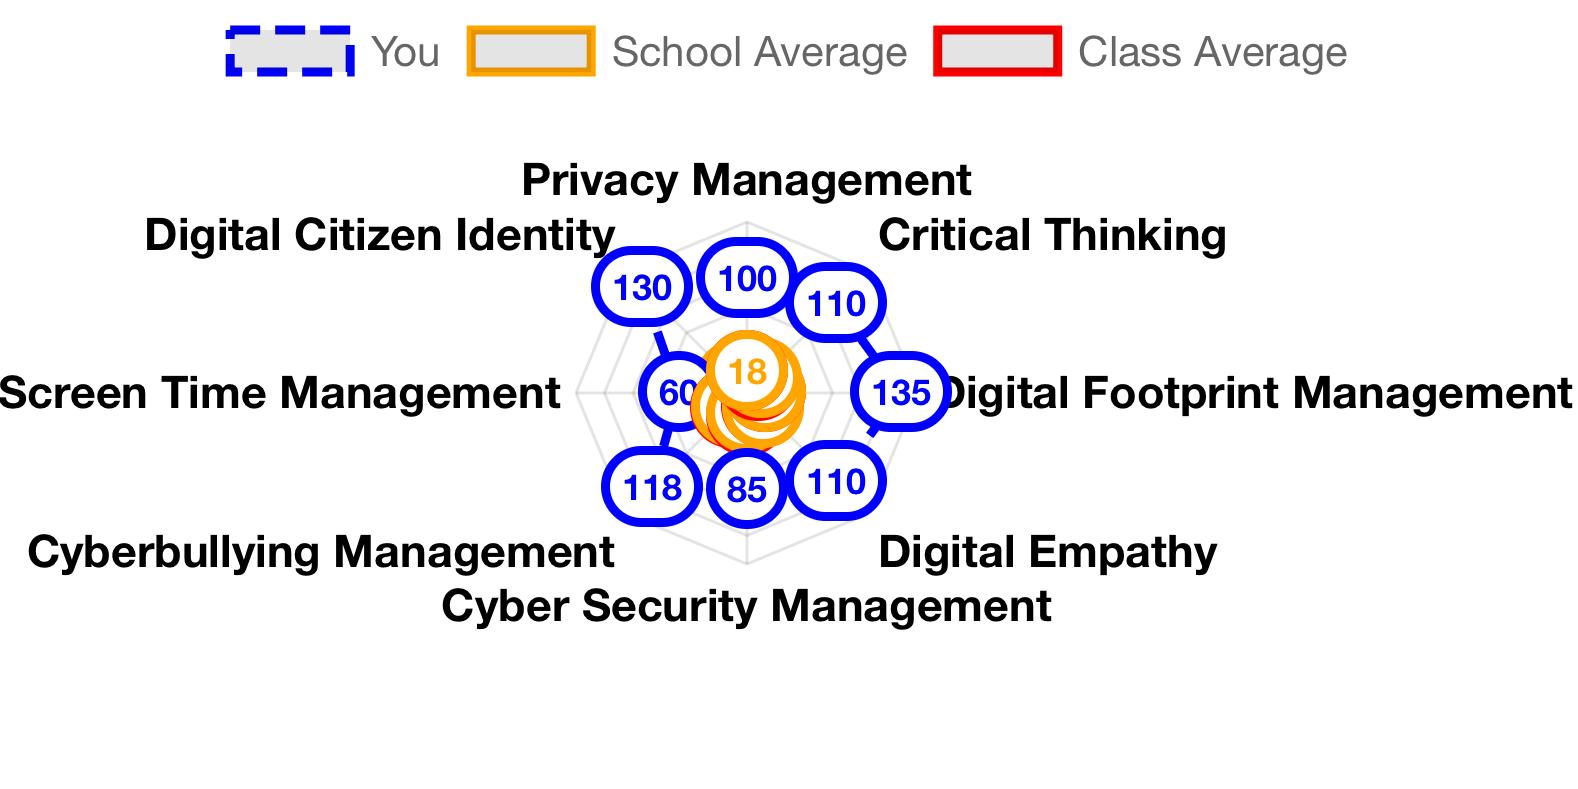 You School Average Class Average
Privacy Management
Digital Citizen Identity Critical Thinking
130 100 110
18
Screen Time Management 60 135 Digital Footprint Management
118 85 110
Cyberbullying Management Digital Empathy
Cyber Security Management